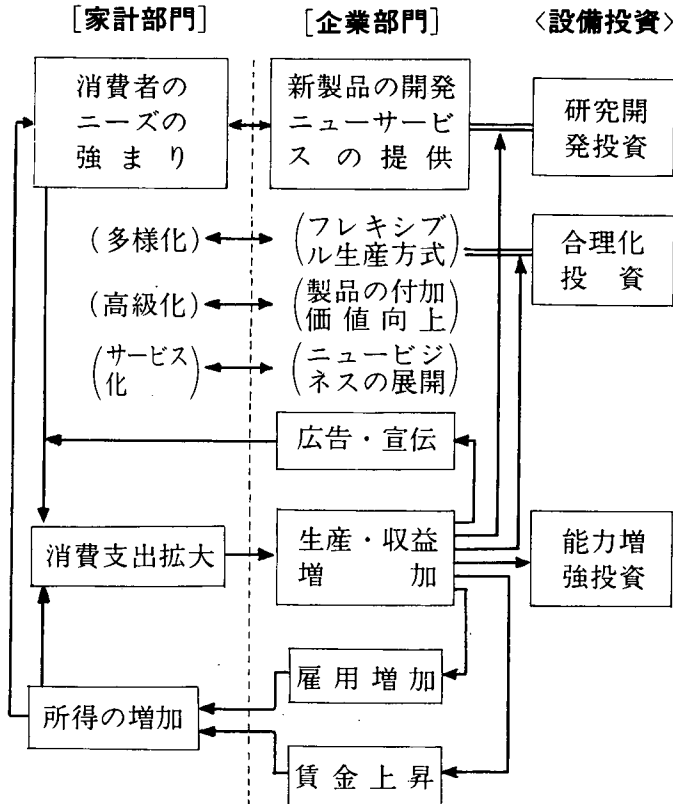 [家計部門]
[企業部門]
〈設備投資〉
消費者の
ニーズの
強まり
新製品の開発
ニューサービ
スの提供
研究開
発投資
(多様化)
(フレキシブ
ル生産方式)
合理化
投資
(高級化)
(製品の付加
価値向上)
(サービス
化)
(ニュービジ
ネスの展開)
広告・宣伝
消費支出拡大
生産・収益
増加
能力増
強投資
雇用増加
所得の増加
賃金上昇